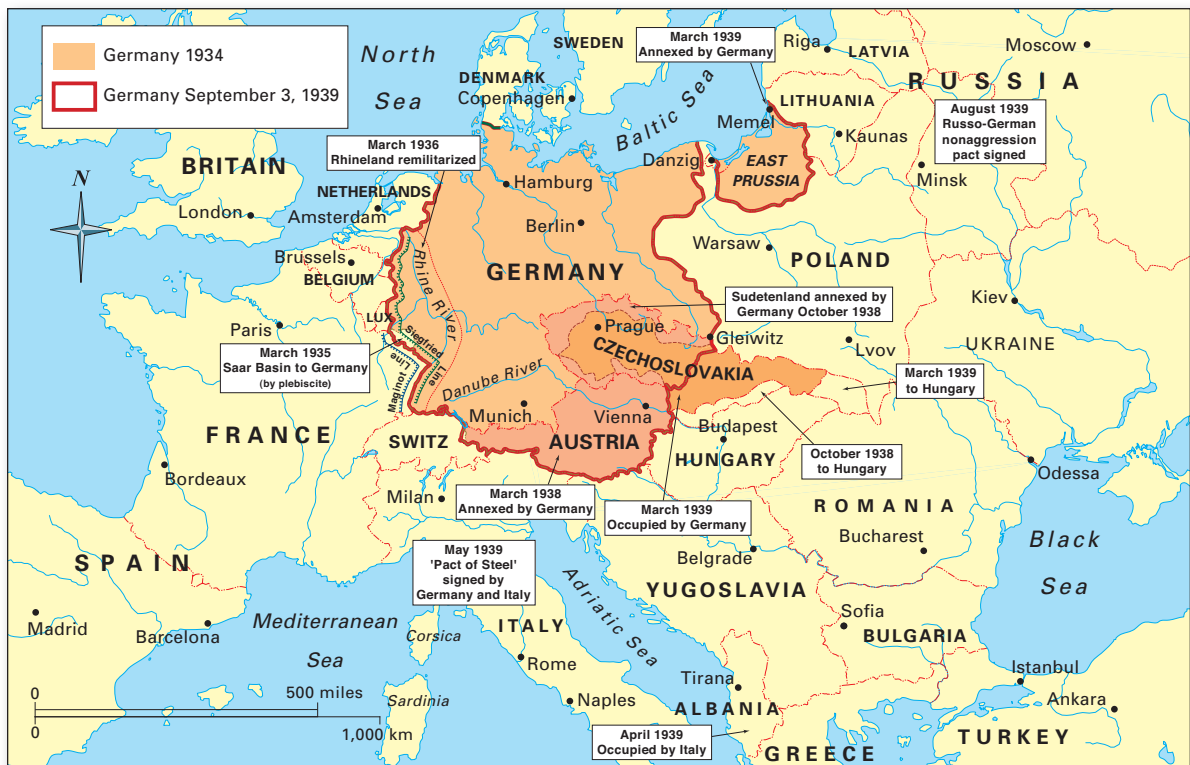 Germany 1934
Germany September 3, 1939
North
Sea
SWEDEN
DENMARK
Copenhagen
March 1939
Annexed by Germany
Riga
LATVIA
Moscow
RUSSIA
Baltic Sea
LITHUANIA
Memel
Kaunas
August 1939
Russo-German
nonaggression
pact signed
Minsk
March 1936
Rhineland remilitarized
BRITAIN
London
N
NETHERLANDS
Amsterdam
Hamburg
Berlin
Danzig
EAST
PRUSSIA
Brussels
BELGIUM
Rhine River
GERMANY
Warsaw
POLAND
Sudetenland annexed by
Germany October 1938
Kiev
LUX
Paris
Prague
Gleiwitz
CZECHOSLOVAKIA
Lvov
UKRAINE
March 1935
Saar Basin to Germany
(by plebiscite)
Siegfried
Line
Maginot
Line
Danube River
March 1939
to Hungary
Munich
Vienna
FRANCE
SWITZ
AUSTRIA
Budapest
HUNGARY
October 1938
to Hungary
Odessa
Bordeaux
Milan
March 1938
Annexed by Germany
March 1939
Occupied by Germany
ROMANIA
Bucharest
Black
Sea
SPAIN
May 1939
'Pact of Steel'
signed by
Germany and Italy
Belgrade
YUGOSLAVIA
Adriatic Sea
Sofia
BULGARIA
Madrid
Barcelona
Mediterranean
Sea
Corsica
ITALY
Rome
Sardinia
Naples
Tirana
ALBANIA
Istanbul
Ankara
April 1939
Occupied by Italy
GREECE
TURKEY
0
500 miles
0
1,000 km